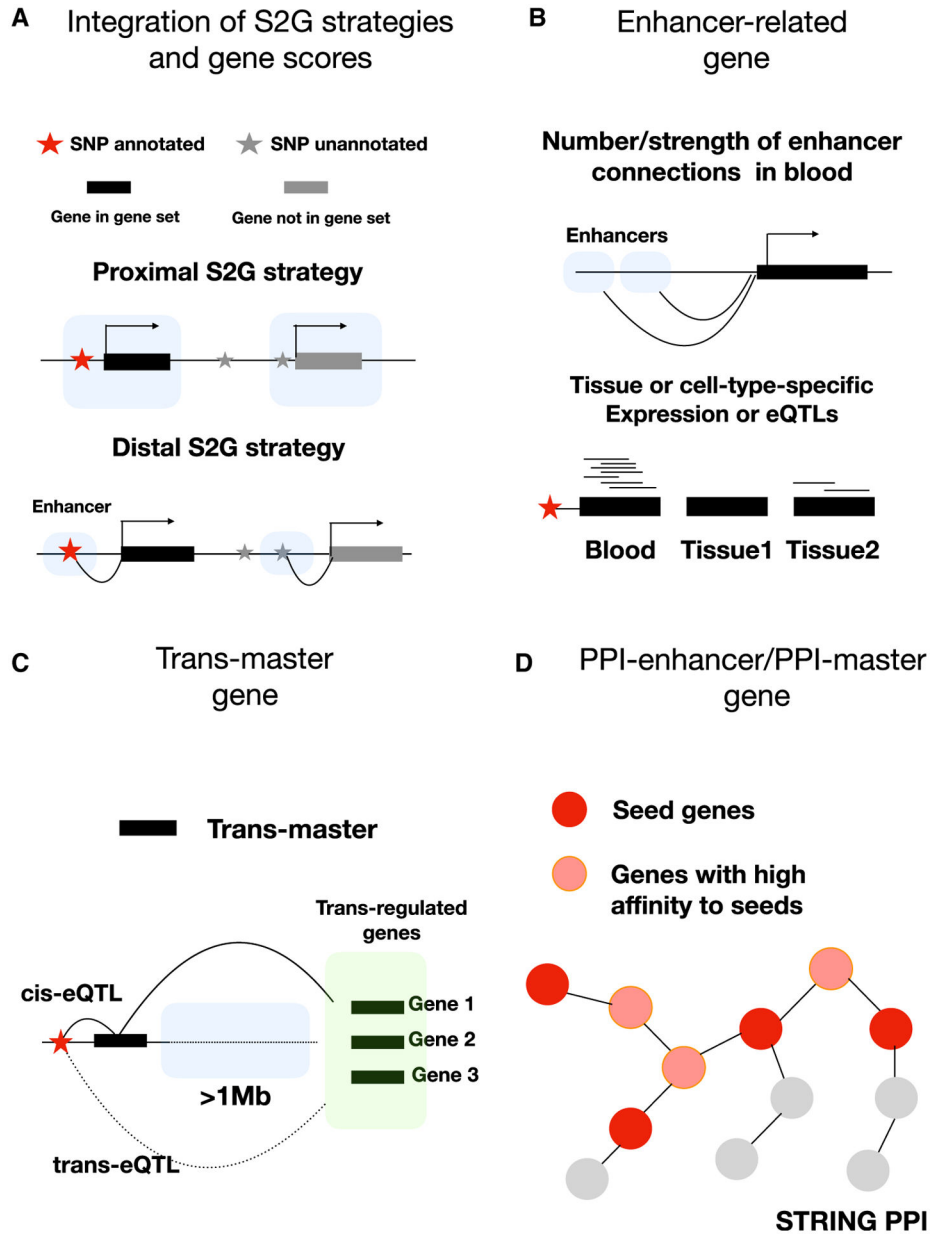 A
Integration of S2G strategies
and gene scores
SNP annotated
SNP unannotated
Gene in gene set
Gene not in gene set
Proximal S2G strategy
Distal S2G strategy
Enhancer
B
Enhancer-related
gene
Number/strength of enhancer
connections in blood
Enhancers
Tissue or cell-type-specific
Expression or eQTLs
Blood
Tissue1
Tissue2
C
Trans-master
gene
Trans-master
Trans-regulated
genes
cis-eQTL
Gene 1
Gene 2
Gene 3
>1Mb
trans-eQTL
D
PPI-enhancer/PPI-master
gene
Seed genes
Genes with high
affinity to seeds
STRING PPI